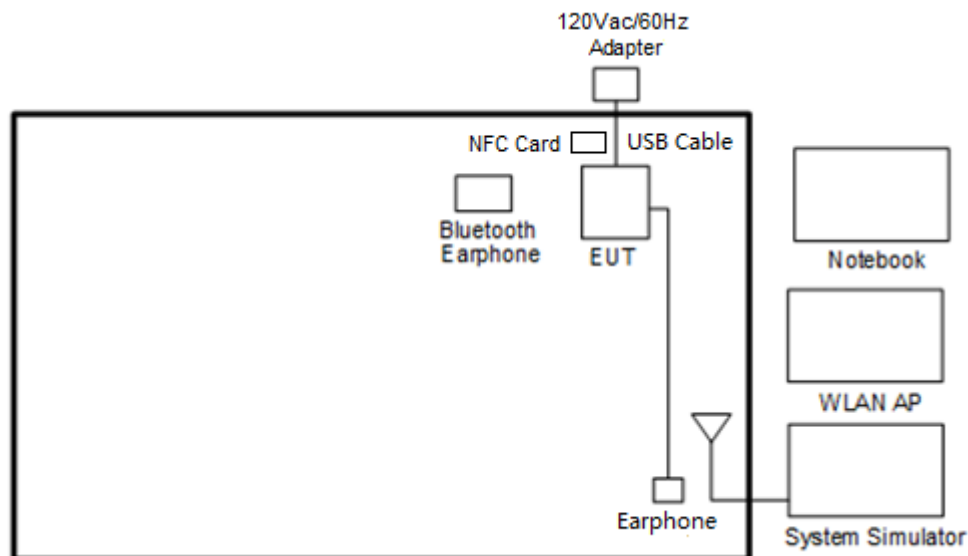 120Vac/60Hz
Adapter
NFC Card
USB Cable
Bluetooth
Earphone
EUT
Notebook
WLAN AP
Earphone
System Simulator